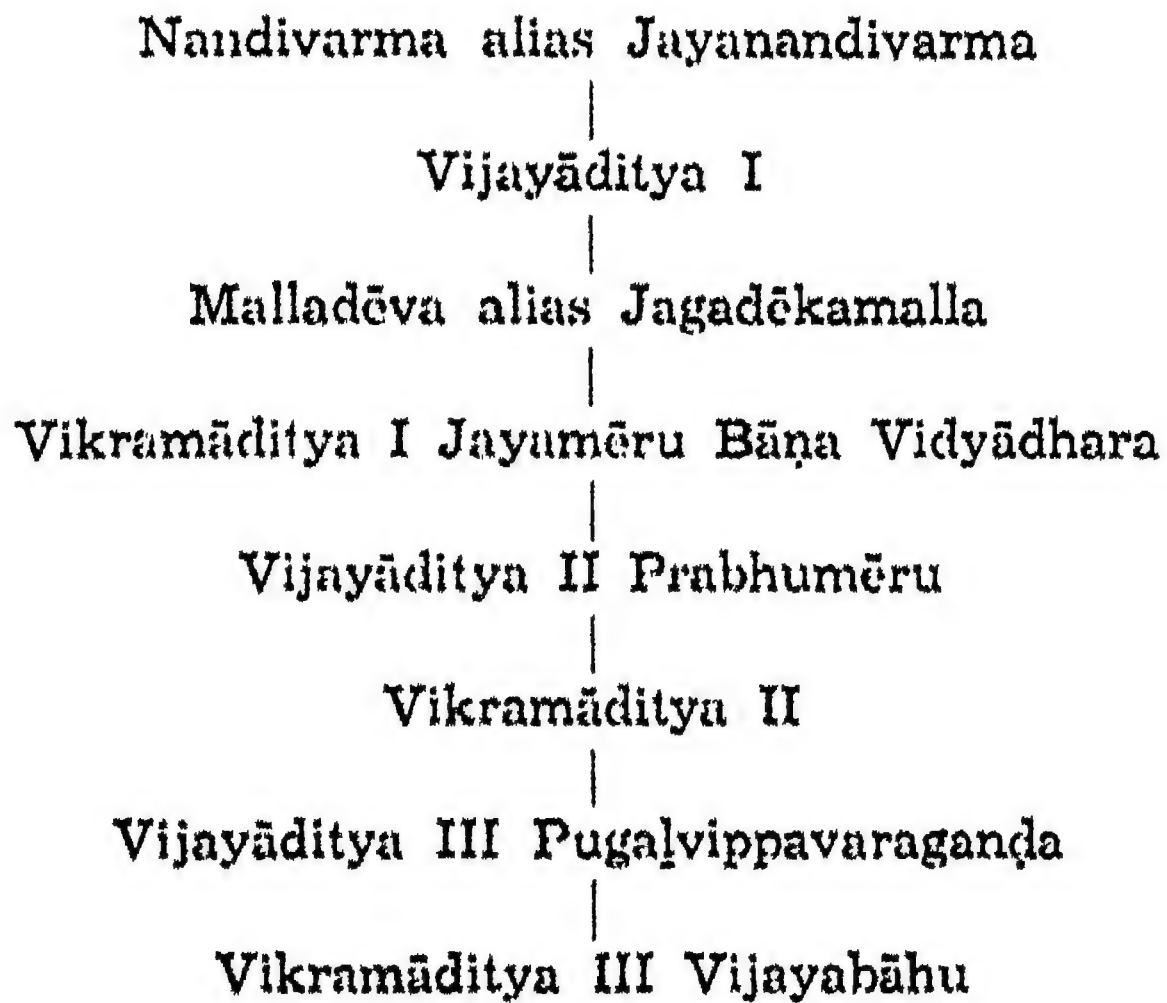 Nandivarma alias Jayanandivarma
Vijayāditya I
Malladēva alias Jagadēkamalla
Vikramāditya I Jayamēru Bāṇa Vidyādhara
Vijayāditya II Prabhumēru
Vikramāditya II
Vijayāditya III Pugaḻvippavaragaṇḍa
Vikramāditya III Vijayabāhu